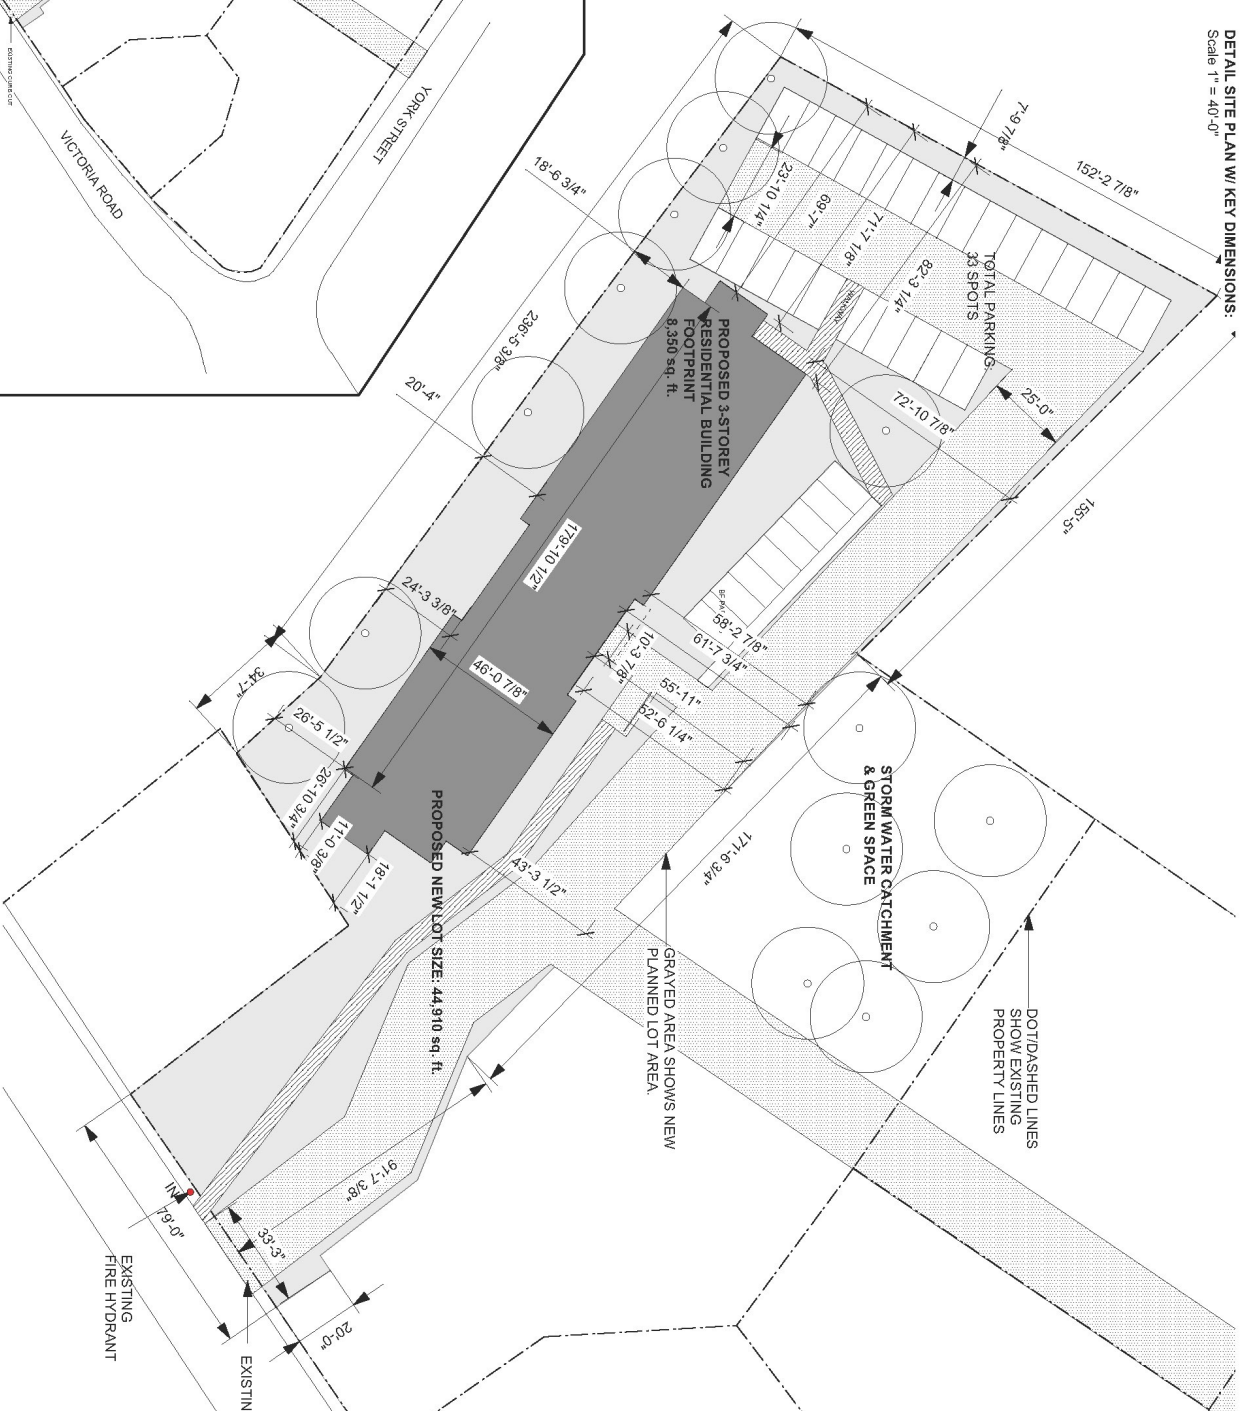 DETAIL SITE PLAN W/ KEY DIMENSIONS:
Scale 1" = 40'-0"
EXISTING CURB CUT
VICTORIA ROAD
YORK STREET
152'-2 7/8"
7'-9 7/8"
18'-6 3/4"
23'-10 1/4"
69'-7"
71'-7 1/8"
82'-3 1/4"
TOTAL PARKING:
33 SPOTS
WALKWAY
25'-0"
72'-10 7/8"
155'-5"
236'-5 3/8"
20'-4"
PROPOSED 3-STOREY
RESIDENTIAL BUILDING
FOOTPRINT
8,350 sq. ft.
179'-10 1/2"
24'-3 3/8"
46'-0 7/8"
58'-2 7/8"
61'-7 3/4"
10'-3 7/8"
55'-11"
52'-6 1/4"
34'-7"
26'-5 1/2"
26'-10 3/4"
11'-0 3/8"
18'-1 1/2"
43'-3 1/2"
171'-6 3/4"
STORM WATER CATCHMENT
& GREEN SPACE
PROPOSED NEW LOT SIZE: 44,910 sq. ft.
GRAYED AREA SHOWS NEW
PLANNED LOT AREA.
DOT/DASHED LINES
SHOW EXISTING
PROPERTY LINES
91'-7 3/8"
33'-3"
79'-0"
20'-0"
IN
EXISTING
FIRE HYDRANT
EXISTIN